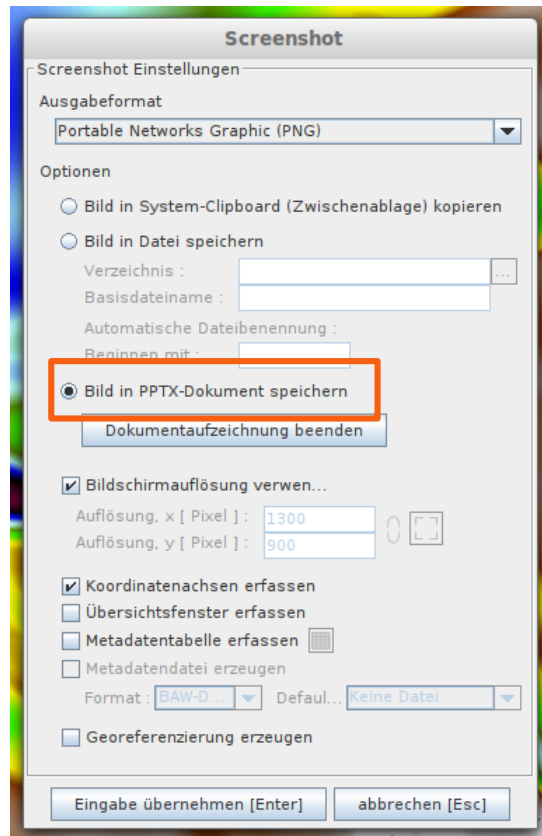 Screenshot
Screenshot Einstellungen
Ausgabeformat
Portable Networks Graphic (PNG)
Optionen
Bild in System-Clipboard (Zwischenablage) kopieren
Bild in Datei speichern
Verzeichnis :
...
Basisdateiname :
Automatische Dateibenennung :
Beginnen mit :
Bild in PPTX-Dokument speichern
Dokumentaufzeichnung beenden
Bildschirmauflösung verwen...
Auflösung, x [ Pixel ] : 1300
Auflösung, y [ Pixel ] : 900
Koordinatenachsen erfassen
Übersichtsfenster erfassen
Metadatentabelle erfassen
Metadatendatei erzeugen
Format : BAW-D... Defaul... Keine Datei
Georeferenzierung erzeugen
Eingabe übernehmen [Enter] abbrechen [Esc]